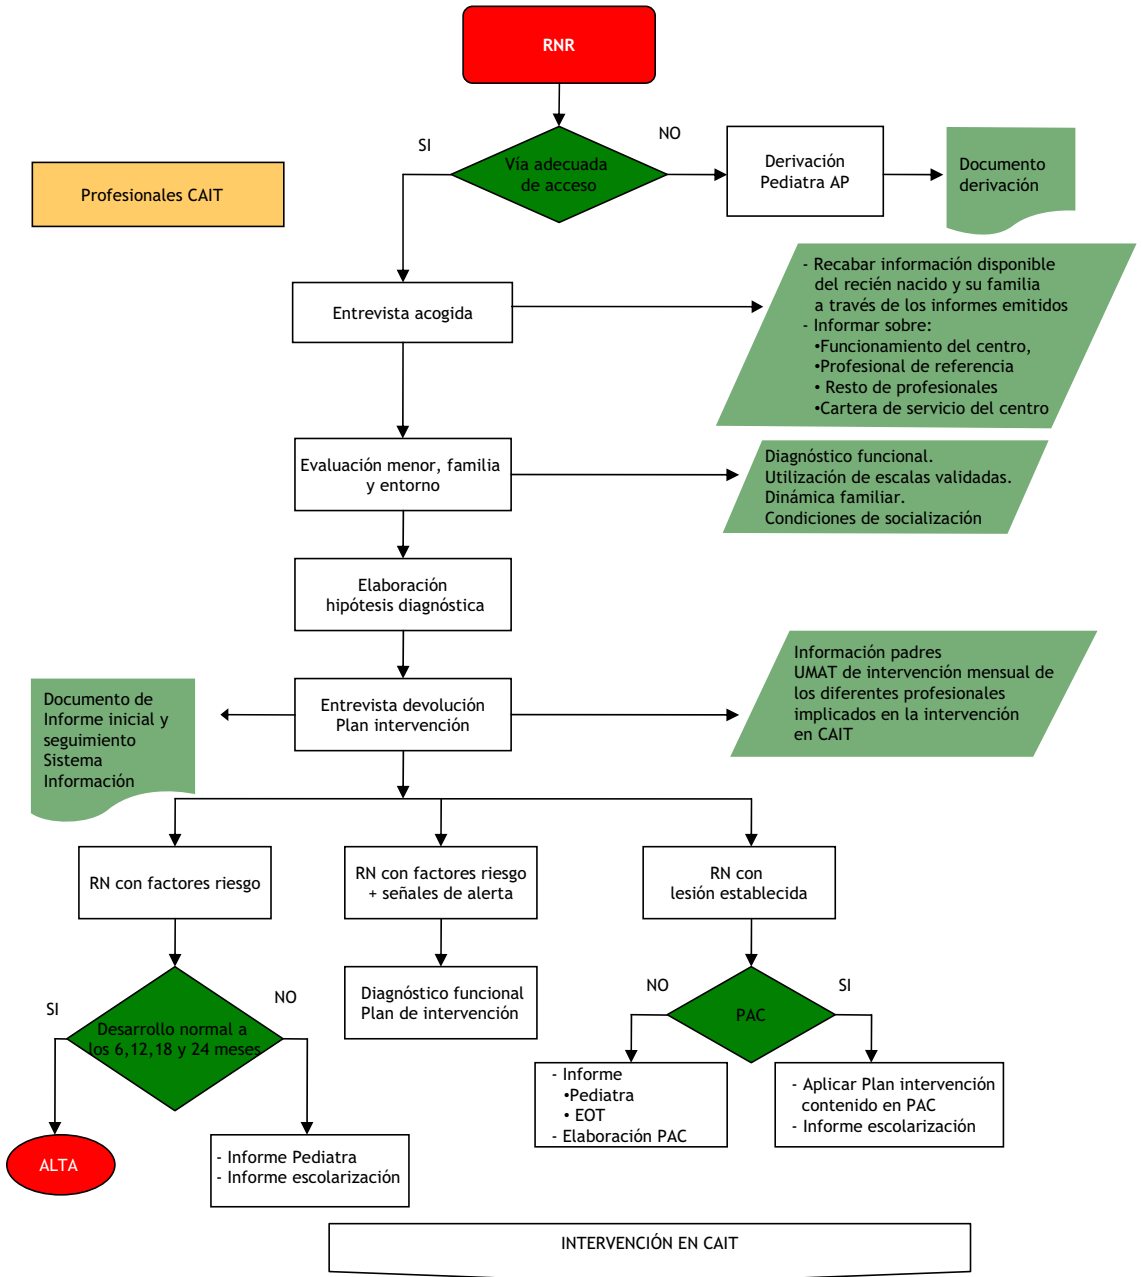 RNR
SI
NO
Vía adecuada
de acceso
Derivación
Pediatra AP
Documento
derivación
Profesionales CAIT
Entrevista acogida
- Recabar información disponible
del recién nacido y su familia
a través de los informes emitidos
- Informar sobre:
•Funcionamiento del centro,
•Profesional de referencia
• Resto de profesionales
•Cartera de servicio del centro
Evaluación menor, familia
y entorno
Diagnóstico funcional.
Utilización de escalas validadas.
Dinámica familiar.
Condiciones de socialización
Elaboración
hipótesis diagnóstica
Entrevista devolución
Plan intervención
Documento de
Informe inicial y
seguimiento
Sistema
Información
Información padres
UMAT de intervención mensual de
los diferentes profesionales
implicados en la intervención
en CAIT
RN con factores riesgo
RN con factores riesgo
+ señales de alerta
RN con
lesión establecida
SI
NO
Desarrollo normal a
los 6,12,18 y 24 meses
Diagnóstico funcional
Plan de intervención
NO
SI
PAC
- Informe
•Pediatra
• EOT
- Elaboración PAC
- Aplicar Plan intervención
contenido en PAC
- Informe escolarización
ALTA
- Informe Pediatra
- Informe escolarización
INTERVENCIÓN EN CAIT